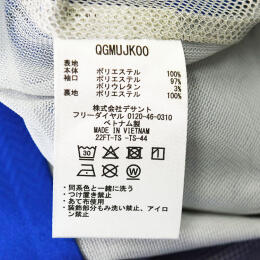 QGMUJK00
表地
本体 ポリエステル 100%
袖口 ポリエステル 97%
ポリウレタン 3%
裏地 ポリエステル 100%
株式会社デサント
フリーダイヤル 0120-46-0310
ベトナム製
MADE IN VIETNAM
22FT-TS -TS-44
・同系色と一緒に洗う
・つけ置き禁止
・あて布使用
・装飾部分もみ洗い禁止、アイロ
ン禁止